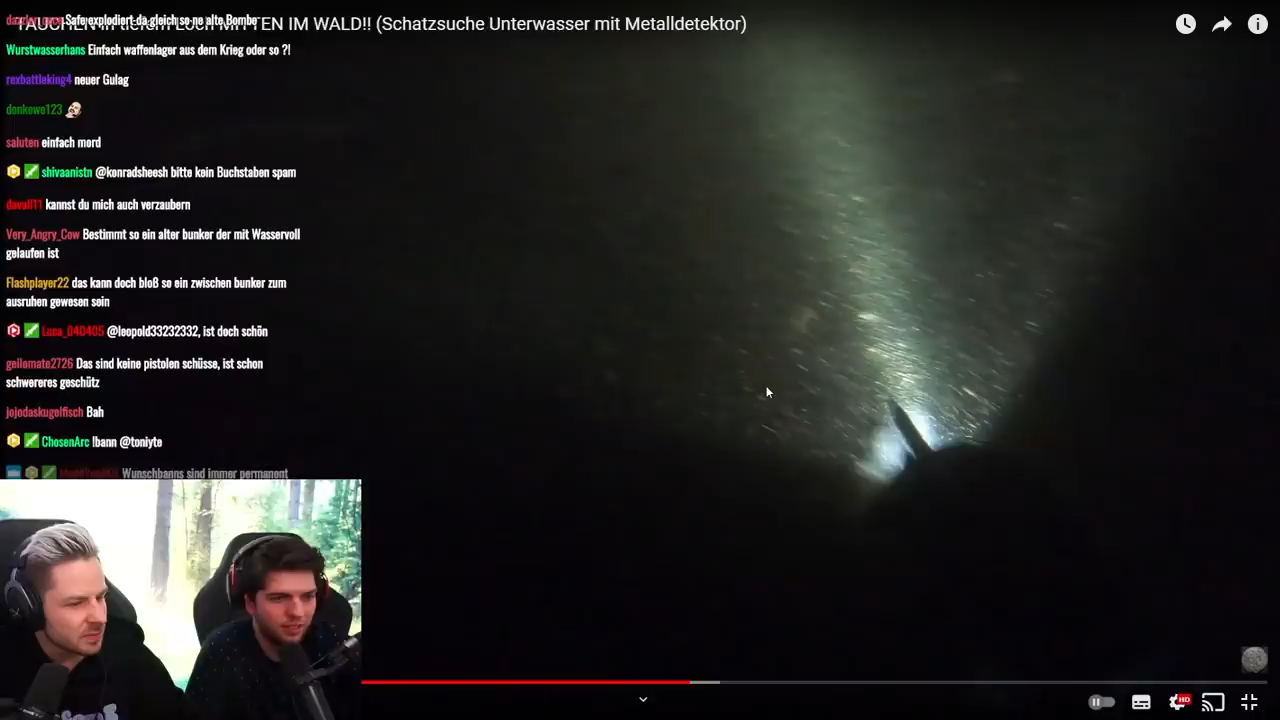 TAUCHEN in tiefem Loch MITTEN IM WALD!! (Schatzsuche Unterwasser mit Metalldetektor)
Safe explodiert da gleich so ne alte Bombe
Wurstwasserhans Einfach waffenlager aus dem Krieg oder so ?!
rexbattleking4 neuer Gulag
donkowo123
saluten einfach mord
shivaanistn @konradsheesh bitte kein Buchstaben spam
davall11 kannst du mich auch verzaubern
Very_Angry_Cow Bestimmt so ein alter bunker der mit Wasservoll
gelaufen ist
Flashplayer22 das kann doch bloß so ein zwischen bunker zum
ausruhen gewesen sein
Luca_040405 @leopold33232332, ist doch schön
geilomate2726 Das sind keine pistolen schüsse, ist schon
schwereres geschütz
jojodaskugelfisch Bah
ChosenArc !bann @toniyte
Wunschbanns sind immer permanent
HD